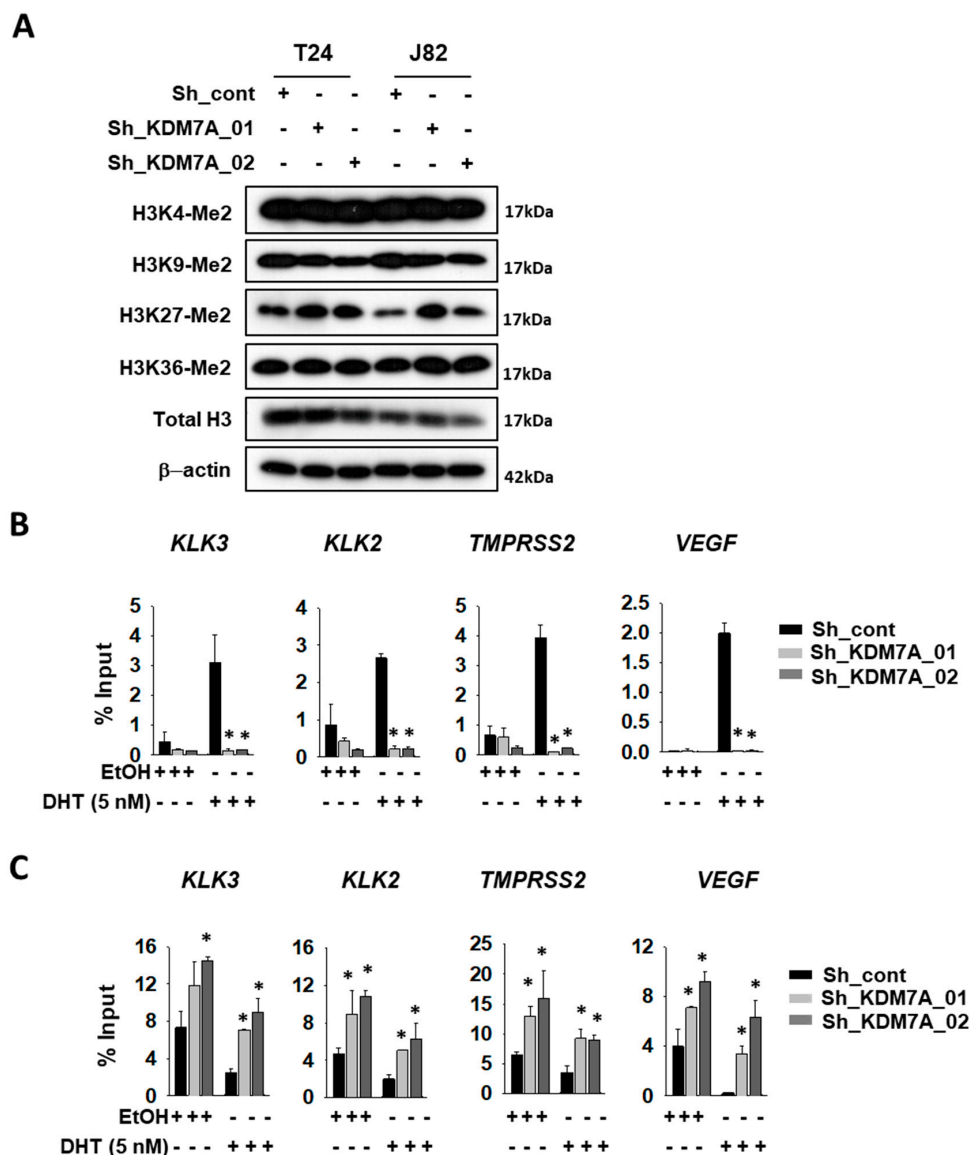 A
T24 J82
Sh_cont + - - + - -
Sh_KDM7A_01 - + - - + -
Sh_KDM7A_02 - - + - - +
H3K4-Me2 17kDa
H3K9-Me2 17kDa
H3K27-Me2 17kDa
H3K36-Me2 17kDa
Total H3 17kDa
β–actin 42kDa
B
KLK3 KLK2 TMPRSS2 VEGF
% Input
5 4 3 2 1 0
* *
4 3 2 1 0
* *
5 4 3 2 1 0
* *
2.5 2.0 1.5 1.0 0.5 0.0
* *
Sh_cont
Sh_KDM7A_01
Sh_KDM7A_02
EtOH +++ - - - +++ - - - +++ - - - +++ - - -
DHT (5 nM) - - - +++ - - - +++ - - - +++ - - - +++
C
KLK3 KLK2 TMPRSS2 VEGF
% Input
16 12 8 4 0
* * *
16 12 8 4 0
* * * *
25 20 15 10 5 0
* * * *
12 8 4 0
* * * *
Sh_cont
Sh_KDM7A_01
Sh_KDM7A_02
EtOH +++ - - - +++ - - - +++ - - - +++ - - -
DHT (5 nM) - - - +++ - - - +++ - - - +++ - - - +++